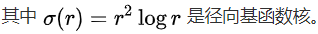 其中 σ(r) = r² log r 是径向基函数核。